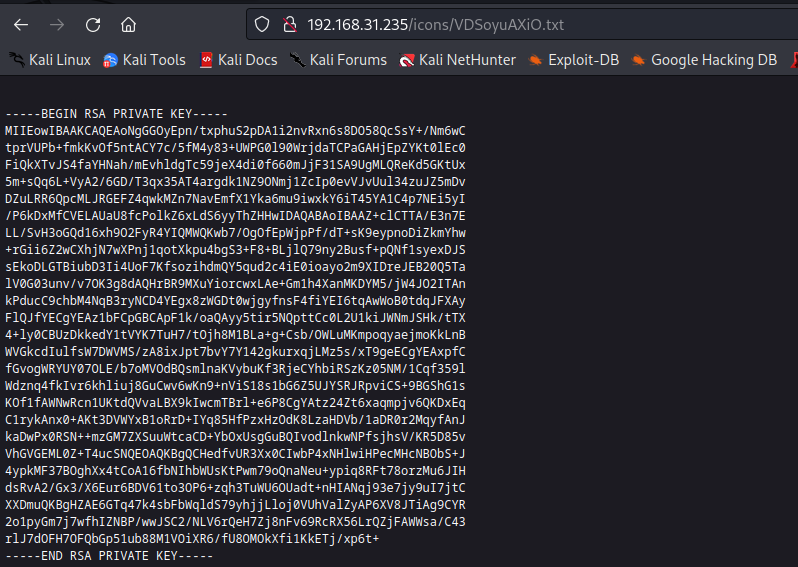 192.168.31.235/icons/VDSoyuAXiO.txt
Kali Linux Kali Tools Kali Docs Kali Forums Kali NetHunter Exploit-DB Google Hacking DB
-----BEGIN RSA PRIVATE KEY-----
MIIEowIBAAKCAQEAoNgGGOyEpn/txphuS2pDA1i2nvRxn6s8DO58QcSsY+/Nm6wC
tprVUPb+fmkKvOf5ntACY7c/5fM4y83+UWPG0l90WrjdaTCPaGAHjEpZYKt0lEc0
FiQkXTvJS4faYHNah/mEvhldgTc59jeX4di0f660mJjF31SA9UgMLQReKd5GKtUx
5m+sQq6L+VyA2/6GD/T3qx35AT4argdk1NZ9ONmj1ZcIp0evVJvUul34zuJZ5mDv
DZuLRR6QpcMLJRGEFZ4qwkMZn7NavEmfX1Yka6mu9iwxkY6iT45YA1C4p7NEi5yI
/P6kDxMfCVELAUaU8fcPolkZ6xLdS6yyThZHHwIDAQABAoIBAAZ+clCTTA/E3n7E
LL/SvH3oGQd16xh9O2FyR4YIQMWQKwb7/OgOfEpWjpPf/dT+sK9eypnoDiZkmYhw
+rGii6Z2wCXhjN7wXPnj1qotXkpu4bgS3+F8+BLjlQ79ny2Busf+pQNf1syexDJS
sEkoDLGTBiubD3Ii4UoF7KfsozihdmQY5qud2c4iE0ioayo2m9XIDreJEB20Q5Ta
lV0G03unv/v7OK3g8dAQHrBR9MXuYiorcwxLAe+Gm1h4XanMKDYM5/jW4JO2ITAn
kPducC9chbM4NqB3ryNCD4YEgx8zWGDt0wjgyfnsF4fiYEI6tqAwWoB0tdqJFXAy
FlQJfYECgYEAz1bFCpGBCApF1k/oaQAyy5tir5NQpttCc0L2U1kiJWNmJSHk/tTX
4+ly0CBUzDkkedY1tVYK7TuH7/tOjh8M1BLa+g+Csb/OWLuMKmpoqyaejmoKkLnB
WVGkcdIulfsW7DWVMS/zA8ixJpt7bvY7Y142gkurxqjLMz5s/xT9geECgYEAxpfC
fGvogWRYUY07OLE/b7oMVOdBQsmlnaKVybuKf3RjeCYhbiRSzKz05NM/1Cqf359l
Wdznq4fkIvr6khliuj8GuCwv6wKn9+nViS18s1bG6Z5UJYSRJRpviCS+9BGShG1s
KOf1fAWNwRcn1UKtdQVvaLBX9kIwcmTBrl+e6P8CgYAtz24Zt6xaqmpjv6QKDxEq
C1rykAnx0+AKt3DVWYxB1oRrD+IYq85HfPzxHzOdK8LzaHDVb/1aDR0r2MqyfAnJ
kaDwPx0RSN++mzGM7ZXSuuWtcaCD+YbOxUsgGuBQIvodlnkwNPfsjhsV/KR5D85v
VhGVGEML0Z+T4ucSNQEOAQKBgQCHedfvUR3Xx0CIwbP4xNHlwiHPecMHcNBObS+J
4ypkMF37BOghXx4tCoA16fbNIhbWUsKtPwm79oQnaNeu+ypiq8RFt78orzMu6JIH
dsRvA2/Gx3/X6Eur6BDV61to3OP6+zqh3TuWU6OUadt+nHIANqj93e7jy9uI7jtC
XXDmuQKBgHZAE6GTq47k4sbFbWqldS79yhjjLloj0VUhValZyAP6XV8JTiAg9CYR
2o1pyGm7j7wfhIZNBP/wwJSC2/NLV6rQeH7Zj8nFv69RcRX56LrQZjFAWWsa/C43
rlJ7dOFH7OFQbGp51ub88M1VOiXR6/fU8OMOkXfi1KkETj/xp6t+
-----END RSA PRIVATE KEY-----